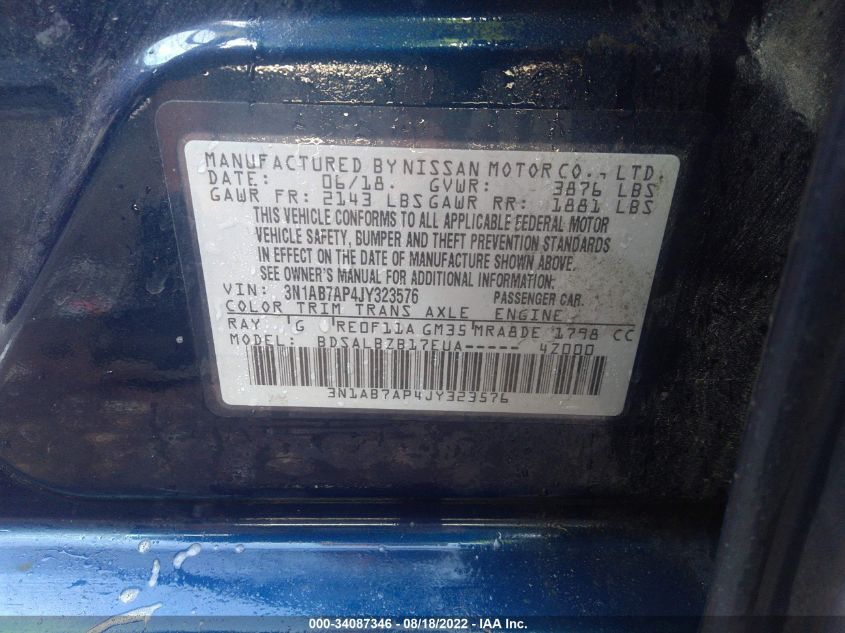 MANUFACTURED BY NISSAN MOTOR CO., LTD.
DATE: 06/18. GVWR: 3876 LBS
GAWR FR: 2143 LBS GAWR RR: 1881 LBS
THIS VEHICLE CONFORMS TO ALL APPLICABLE FEDERAL MOTOR
VEHICLE SAFETY, BUMPER AND THEFT PREVENTION STANDARDS
IN EFFECT ON THE DATE OF MANUFACTURE SHOWN ABOVE.
SEE OWNER'S MANUAL FOR ADDITIONAL INFORMATION.
VIN: 3N1AB7AP4JY323576 PASSENGER CAR.
COLOR TRIM TRANS AXLE ENGINE
RAY G RE0F11A GM35 MRA8DE 1798 CC
MODEL: BDSALBZB17EUA----- 4Z000
3N1AB7AP4JY323576
000-34087346 - 08/18/2022 - IAA Inc.